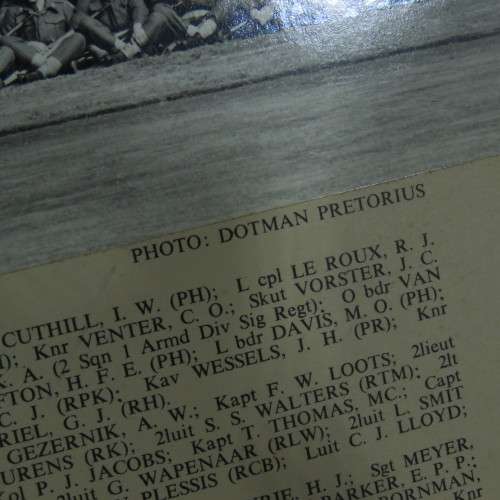 PHOTO: DOTMAN PRETORIUS
CUTHILL, I. W. (PH); L cpl LE ROUX, R. J.
Knr VENTER, C. O.; Skut VORSTER, J. C.
A. (2 Sqn 1 Armd Div Sig Regt); O bdr VAN
H. F. E. (PH); L bdr DAVIS, M. O. (PH);
C. J. (RPK); Kav WESSELS, J. H. (PR); Knr
RIEL, G. J. (RH).
GEZERNIK, A. W.; Kapt F. W. LOOTS; 2lieut
URENS (RK); 2luit S. S. WALTERS (RTM); 2lt
P. J. JACOBS; Kapt T. THOMAS, MC.; Capt
2luit G. WAPENAAR (RLW); 2luit L. SMIT
PLESSIS (RCB); Luit C. J. LLOYD;
H. J.; Sgt MEYER,
BARKER, E. P. P.;